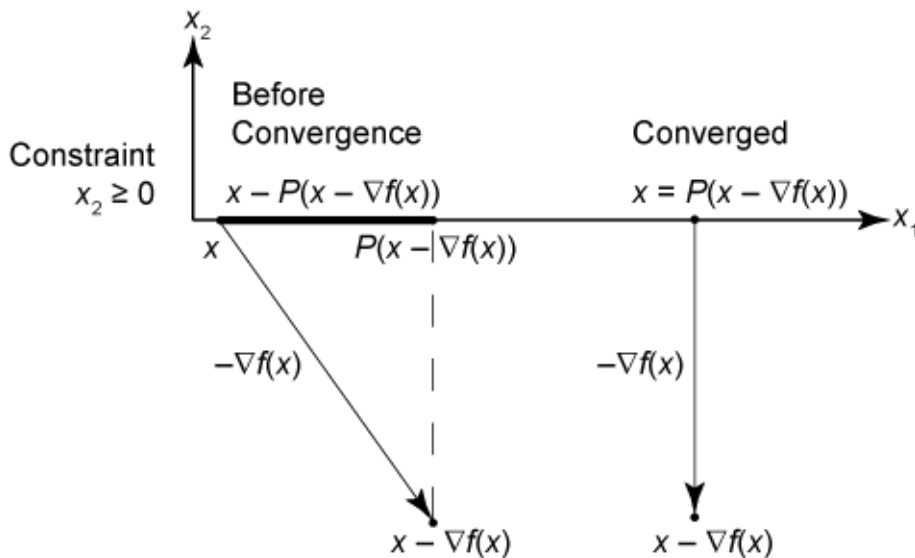 x₂
Before
Convergence
Converged
Constraint
x₂ ≥ 0
x − P(x − ∇f(x))
x = P(x − ∇f(x))
x₁
x
P(x − ∇f(x))
−∇f(x)
−∇f(x)
x − ∇f(x)
x − ∇f(x)